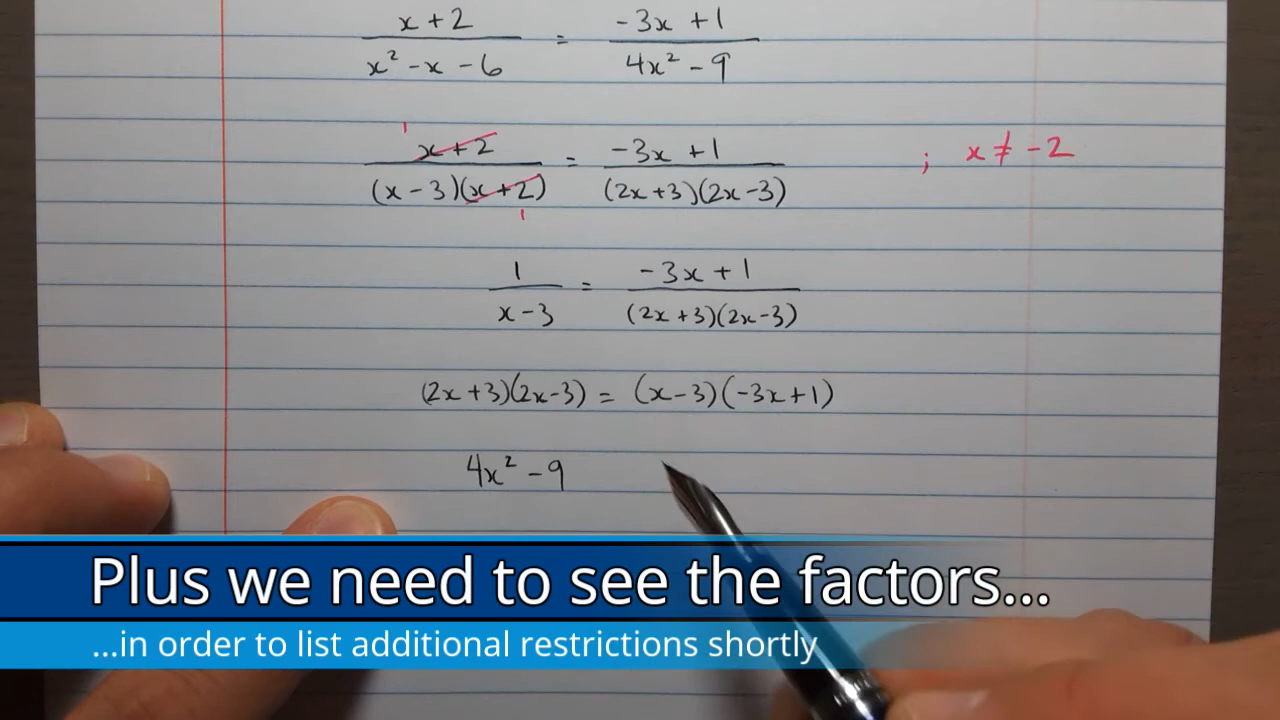 x + 2 / x² - x - 6 = -3x + 1 / 4x² - 9
1 x + 2 / (x - 3)(x + 2) 1 = -3x + 1 / (2x + 3)(2x - 3) ; x ≠ -2
1 / x - 3 = -3x + 1 / (2x + 3)(2x - 3)
(2x + 3)(2x - 3) = (x - 3)(-3x + 1)
4x² - 9
Plus we need to see the factors...
...in order to list additional restrictions shortly